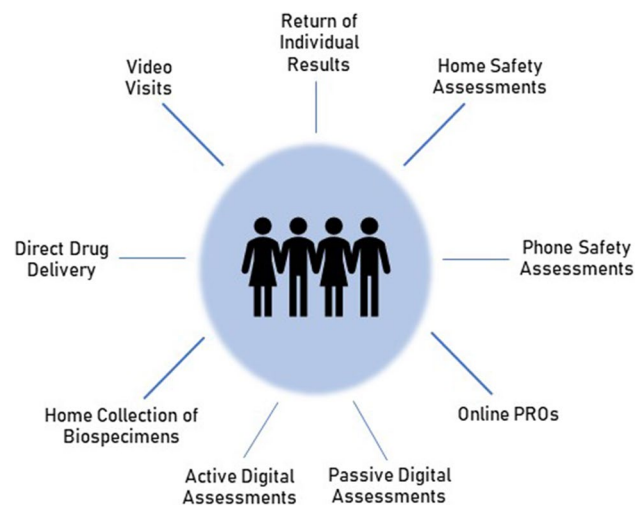 Return of
Individual
Results
Home Safety
Assessments
Phone Safety
Assessments
Online PROs
Passive Digital
Assessments
Active Digital
Assessments
Home Collection of
Biospecimens
Direct Drug
Delivery
Video
Visits